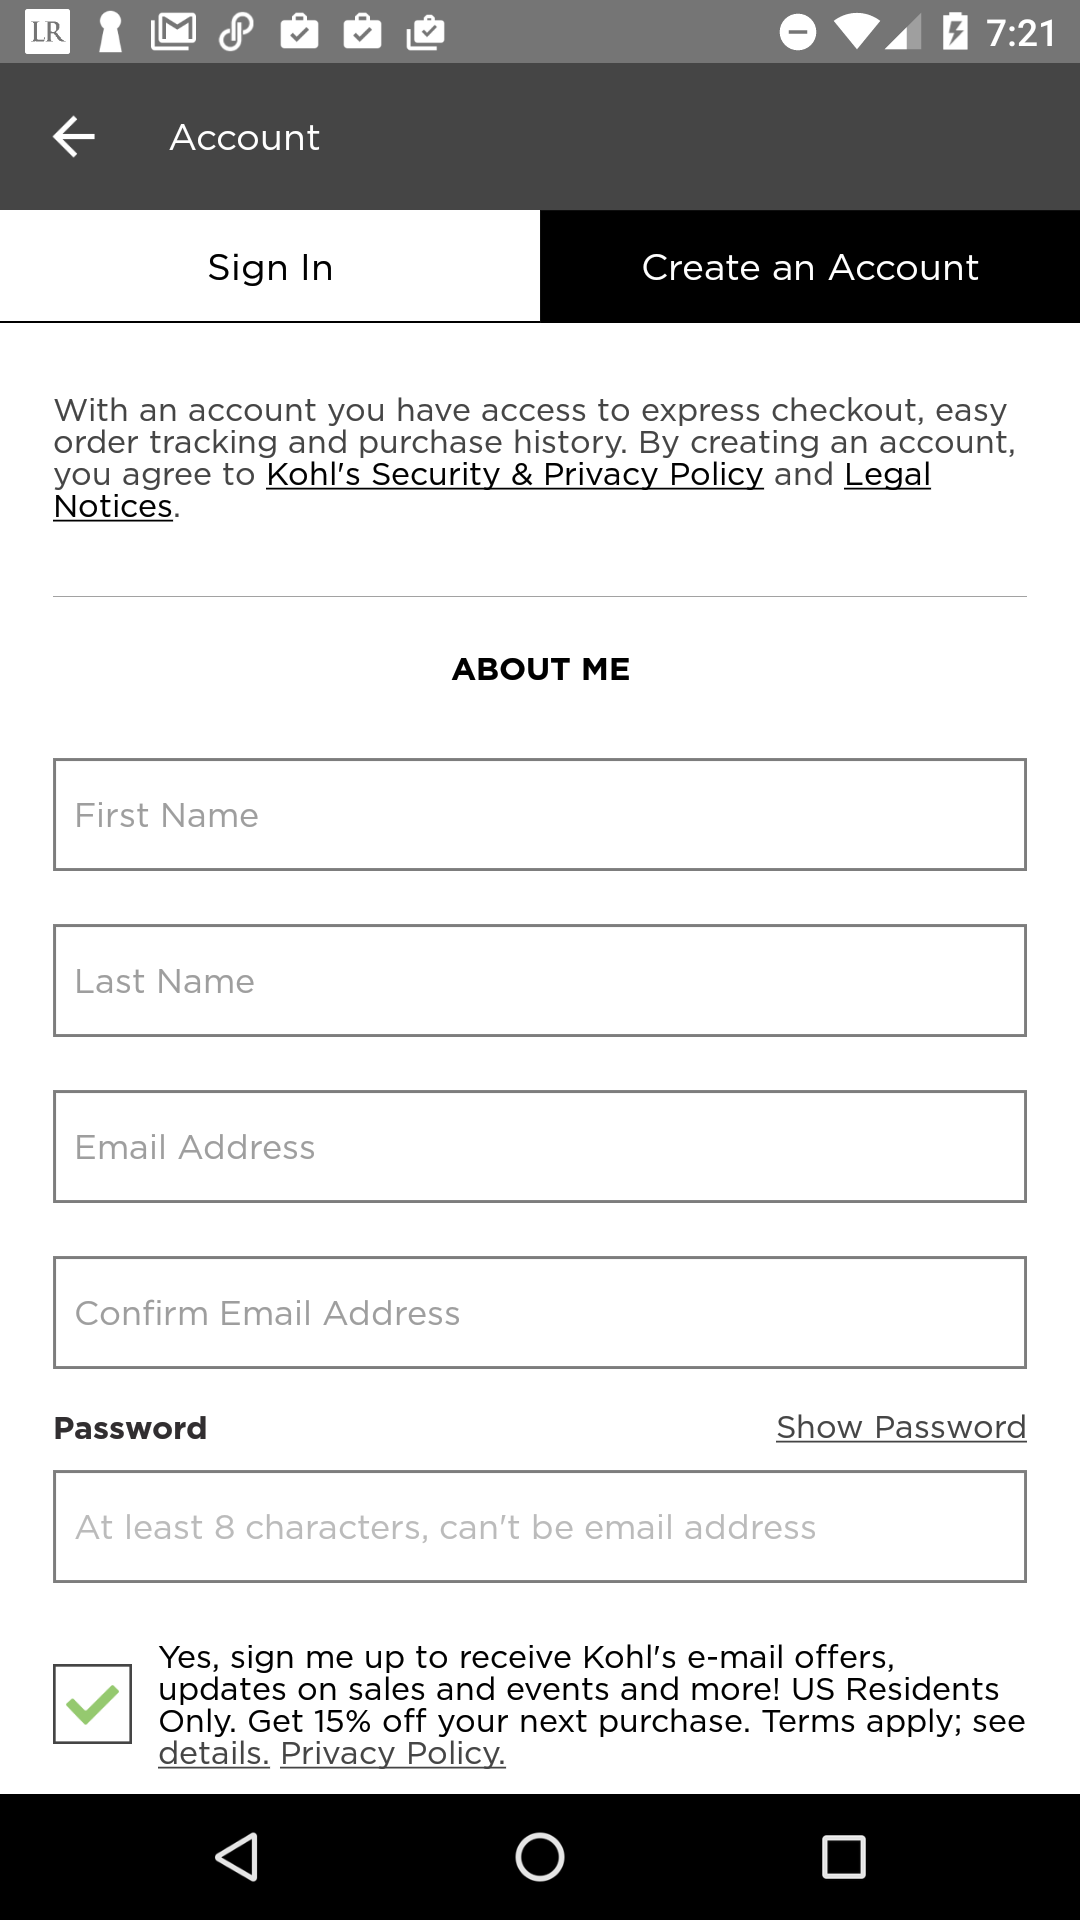 LR
7:21
Account
Sign In
Create an Account
With an account you have access to express checkout, easy
order tracking and purchase history. By creating an account,
you agree to Kohl's Security & Privacy Policy and Legal
Notices.
ABOUT ME
First Name
Last Name
Email Address
Confirm Email Address
Password
Show Password
At least 8 characters, can't be email address
Yes, sign me up to receive Kohl's e-mail offers,
updates on sales and events and more! US Residents
Only. Get 15% off your next purchase. Terms apply; see
details. Privacy Policy.